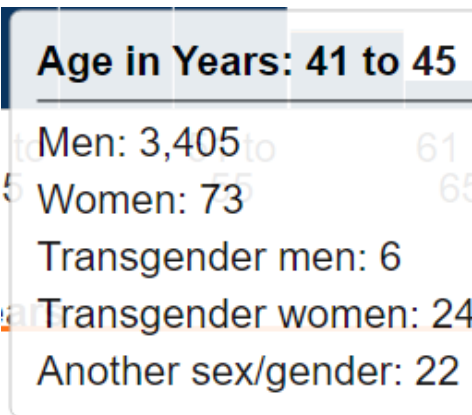 Age in Years: 41 to 45
Men: 3,405
Women: 73
Transgender men: 6
Transgender women: 24
Another sex/gender: 22